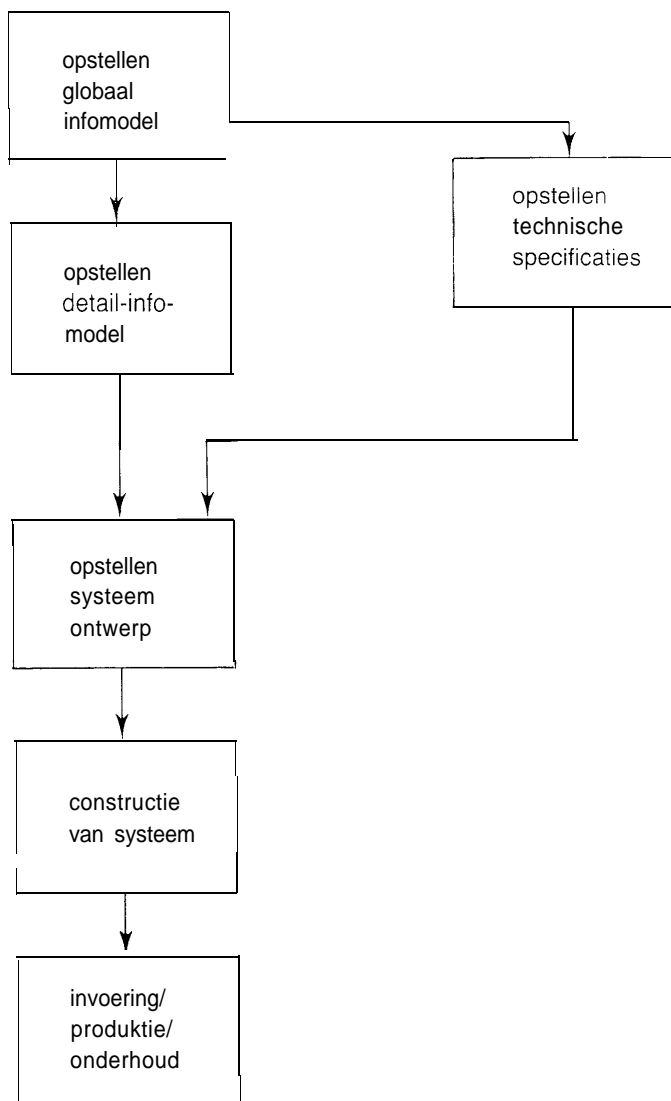 opstellen
globaal
infomodel
opstellen
technische
specificaties
opstellen
detail-info-
model
opstellen
systeem
ontwerp
constructie
van systeem
invoering/
produktie/
onderhoud